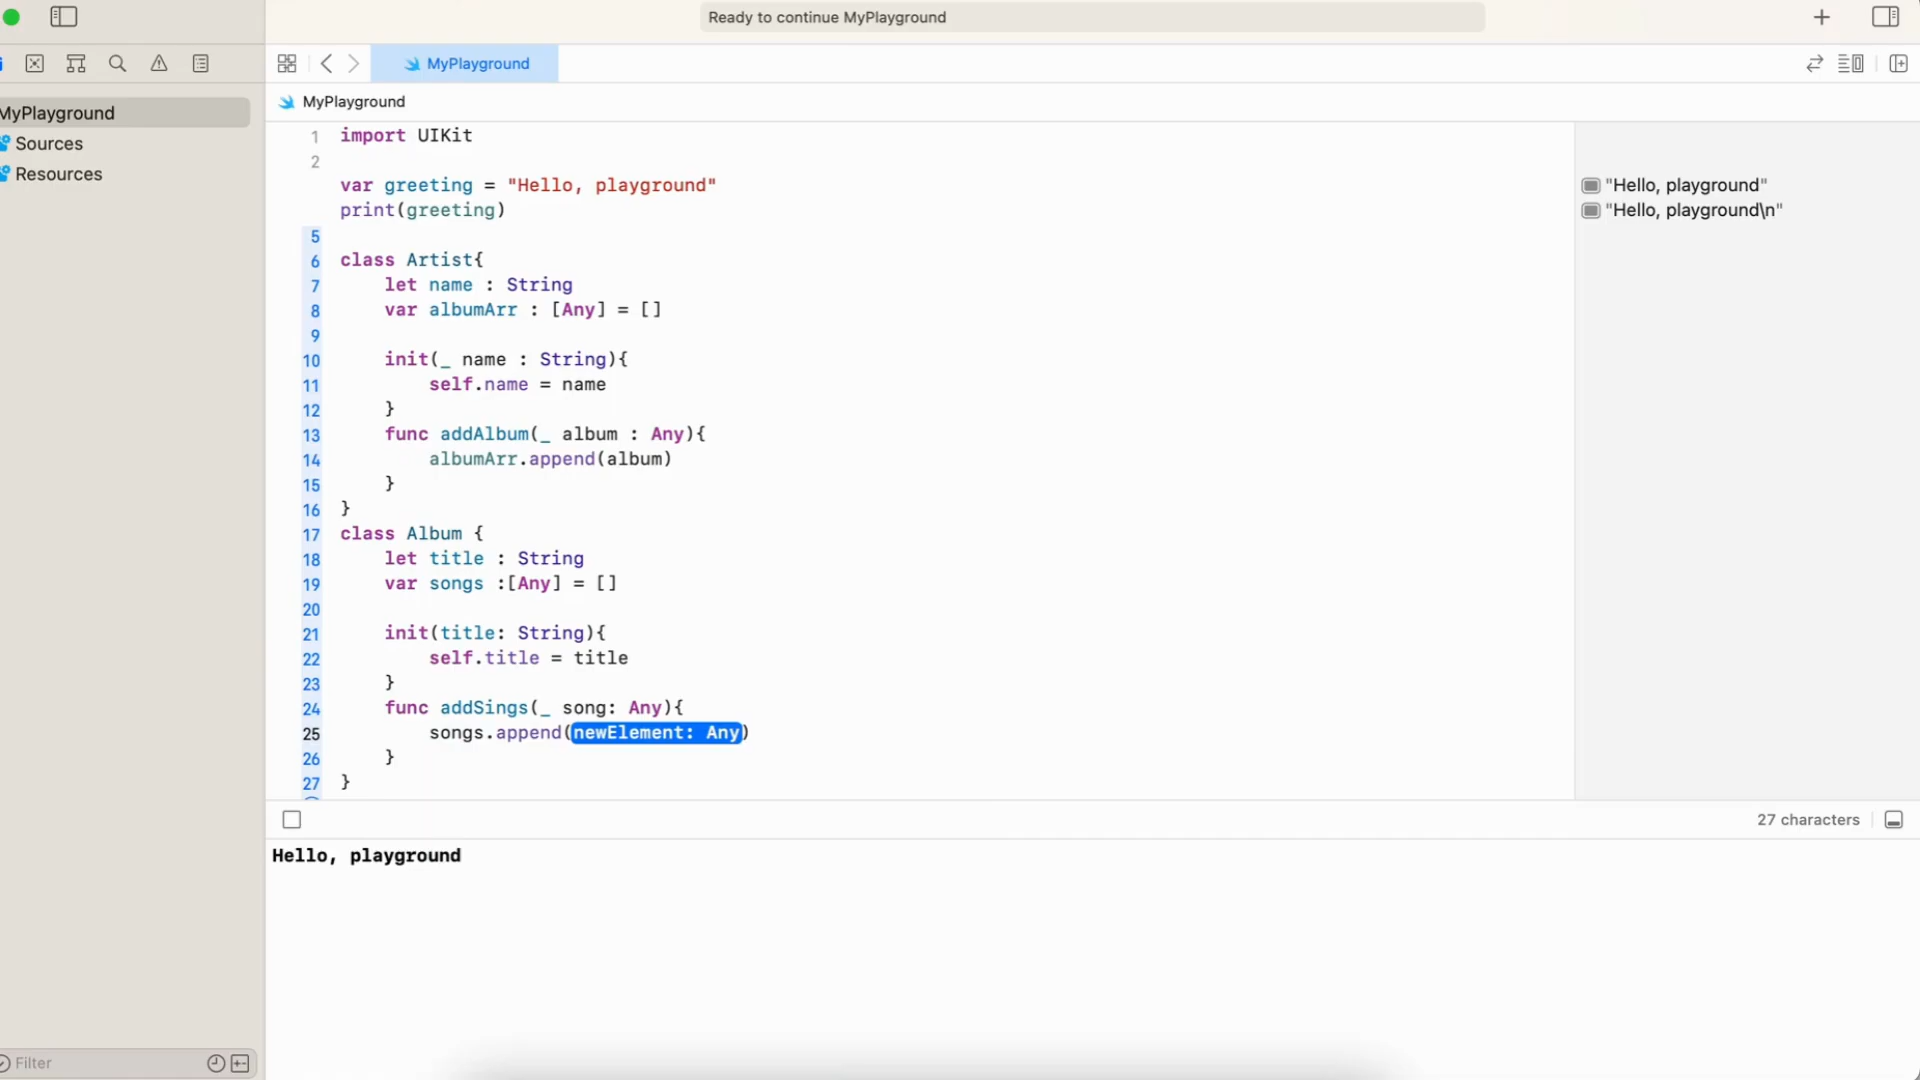 Ready to continue MyPlayground
MyPlayground
MyPlayground
Sources
Resources
MyPlayground
1 import UIKit
2
var greeting = "Hello, playground"
print(greeting)
5
6 class Artist{
7 let name : String
8 var albumArr : [Any] = []
9
10 init(_ name : String){
11 self.name = name
12 }
13 func addAlbum(_ album : Any){
14 albumArr.append(album)
15 }
16 }
17 class Album {
18 let title : String
19 var songs :[Any] = []
20
21 init(title: String){
22 self.title = title
23 }
24 func addSings(_ song: Any){
25 songs.append(newElement: Any)
26 }
27 }
"Hello, playground"
"Hello, playground\n"
27 characters
Hello, playground
Filter